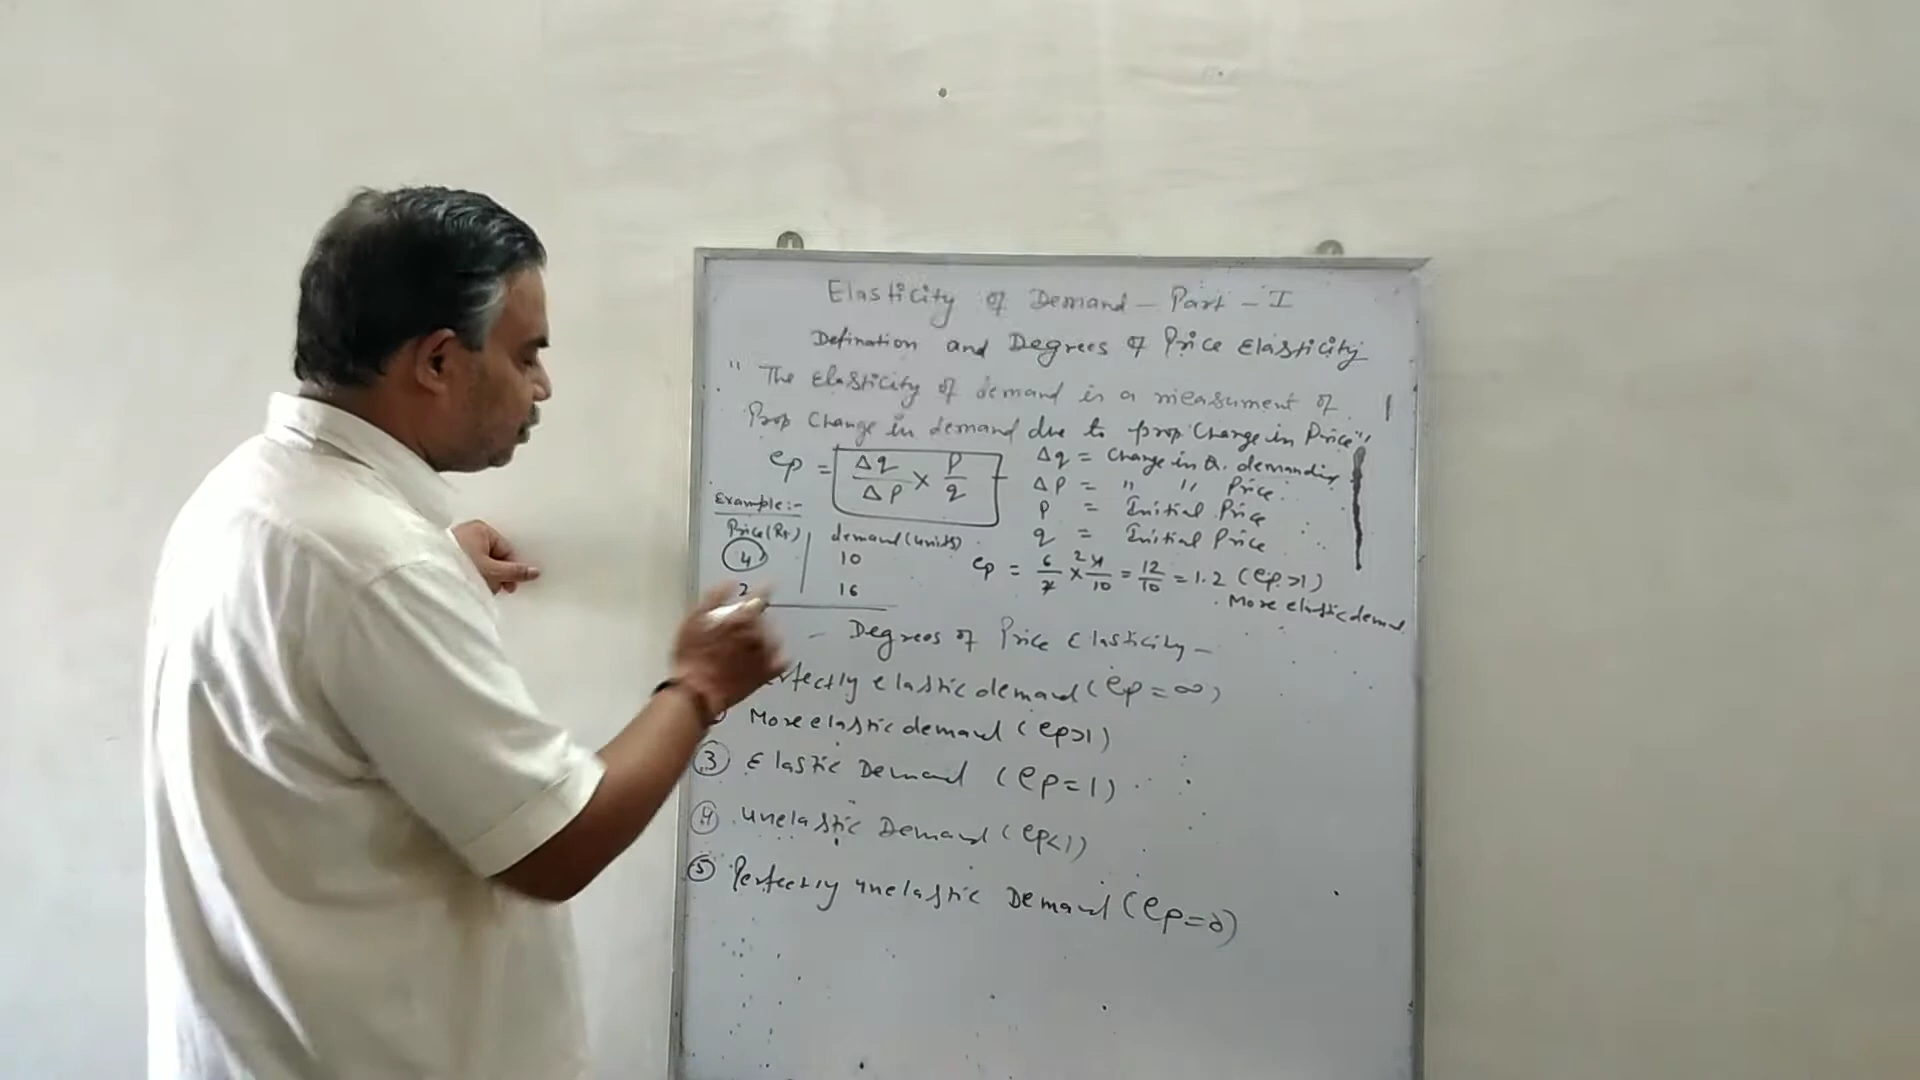 Elasticity of Demand - Part - I
Defination and Degrees of Price Elasticity
" The Elasticity of demand is a measument of
Prop Change in demand due to prop. Change in Price"
ep = Δq/Δp × p/q
Δq = Change in Q. demanding
Δp = " " Price.
p = Initial Price
q = Initial Price
Example:-
Price (Rs) | demand (units)
4 | 10
2 | 16
ep = 6/2 × 2 4/10 = 12/10 = 1.2 (ep>1)
More elastic demand
- Degrees of Price Elasticity -
elastic demand (ep = ∞)
More elastic demand (ep>1)
③ Elastic Demand (ep=1)
④ unelastic Demand (ep<1)
⑤ Perfectly unelastic Demand (ep=0)